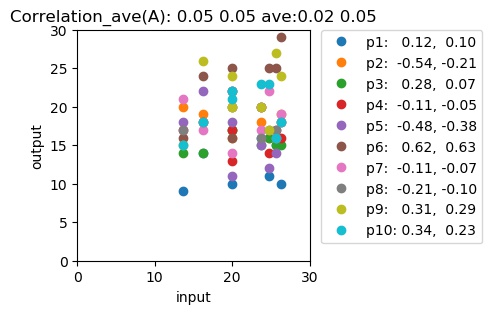 Correlation_ave(A): 0.05 0.05 ave:0.02 0.05
30
25
20
15
10
5
0
output
0 10 20 30
input
p1: 0.12, 0.10
p2: -0.54, -0.21
p3: 0.28, 0.07
p4: -0.11, -0.05
p5: -0.48, -0.38
p6: 0.62, 0.63
p7: -0.11, -0.07
p8: -0.21, -0.10
p9: 0.31, 0.29
p10: 0.34, 0.23